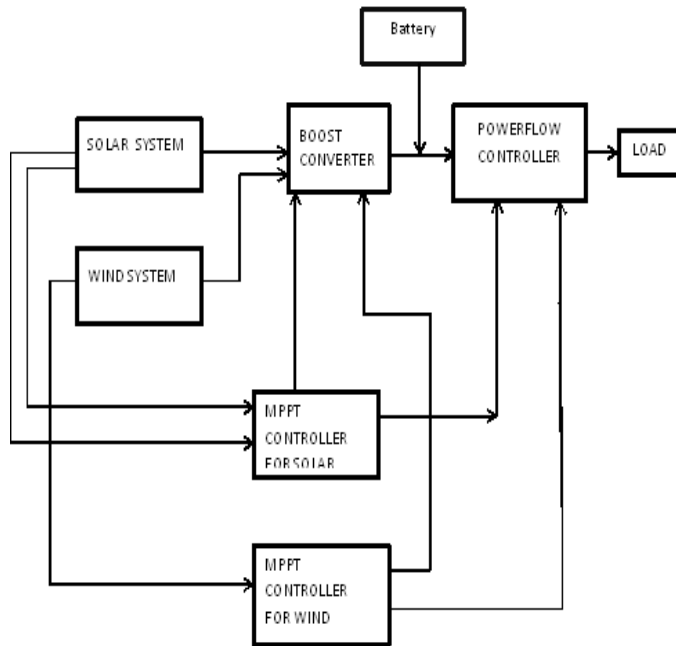 Battery
SOLAR SYSTEM
BOOST
CONVERTER
POWERFLOW
CONTROLLER
LOAD
WIND SYSTEM
MPPT
CONTROLLER
FOR SOLAR
MPPT
CONTROLLER
FOR WIND